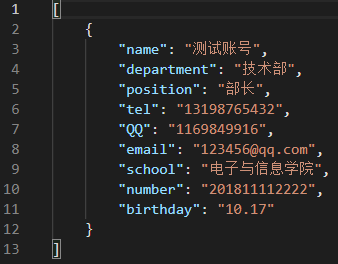 1 [
2 {
3 "name": "测试账号",
4 "department": "技术部",
5 "position": "部长",
6 "tel": "13198765432",
7 "QQ": "1169849916",
8 "email": "123456@qq.com",
9 "school": "电子与信息学院",
10 "number": "201811112222",
11 "birthday": "10.17"
12 }
13 ]